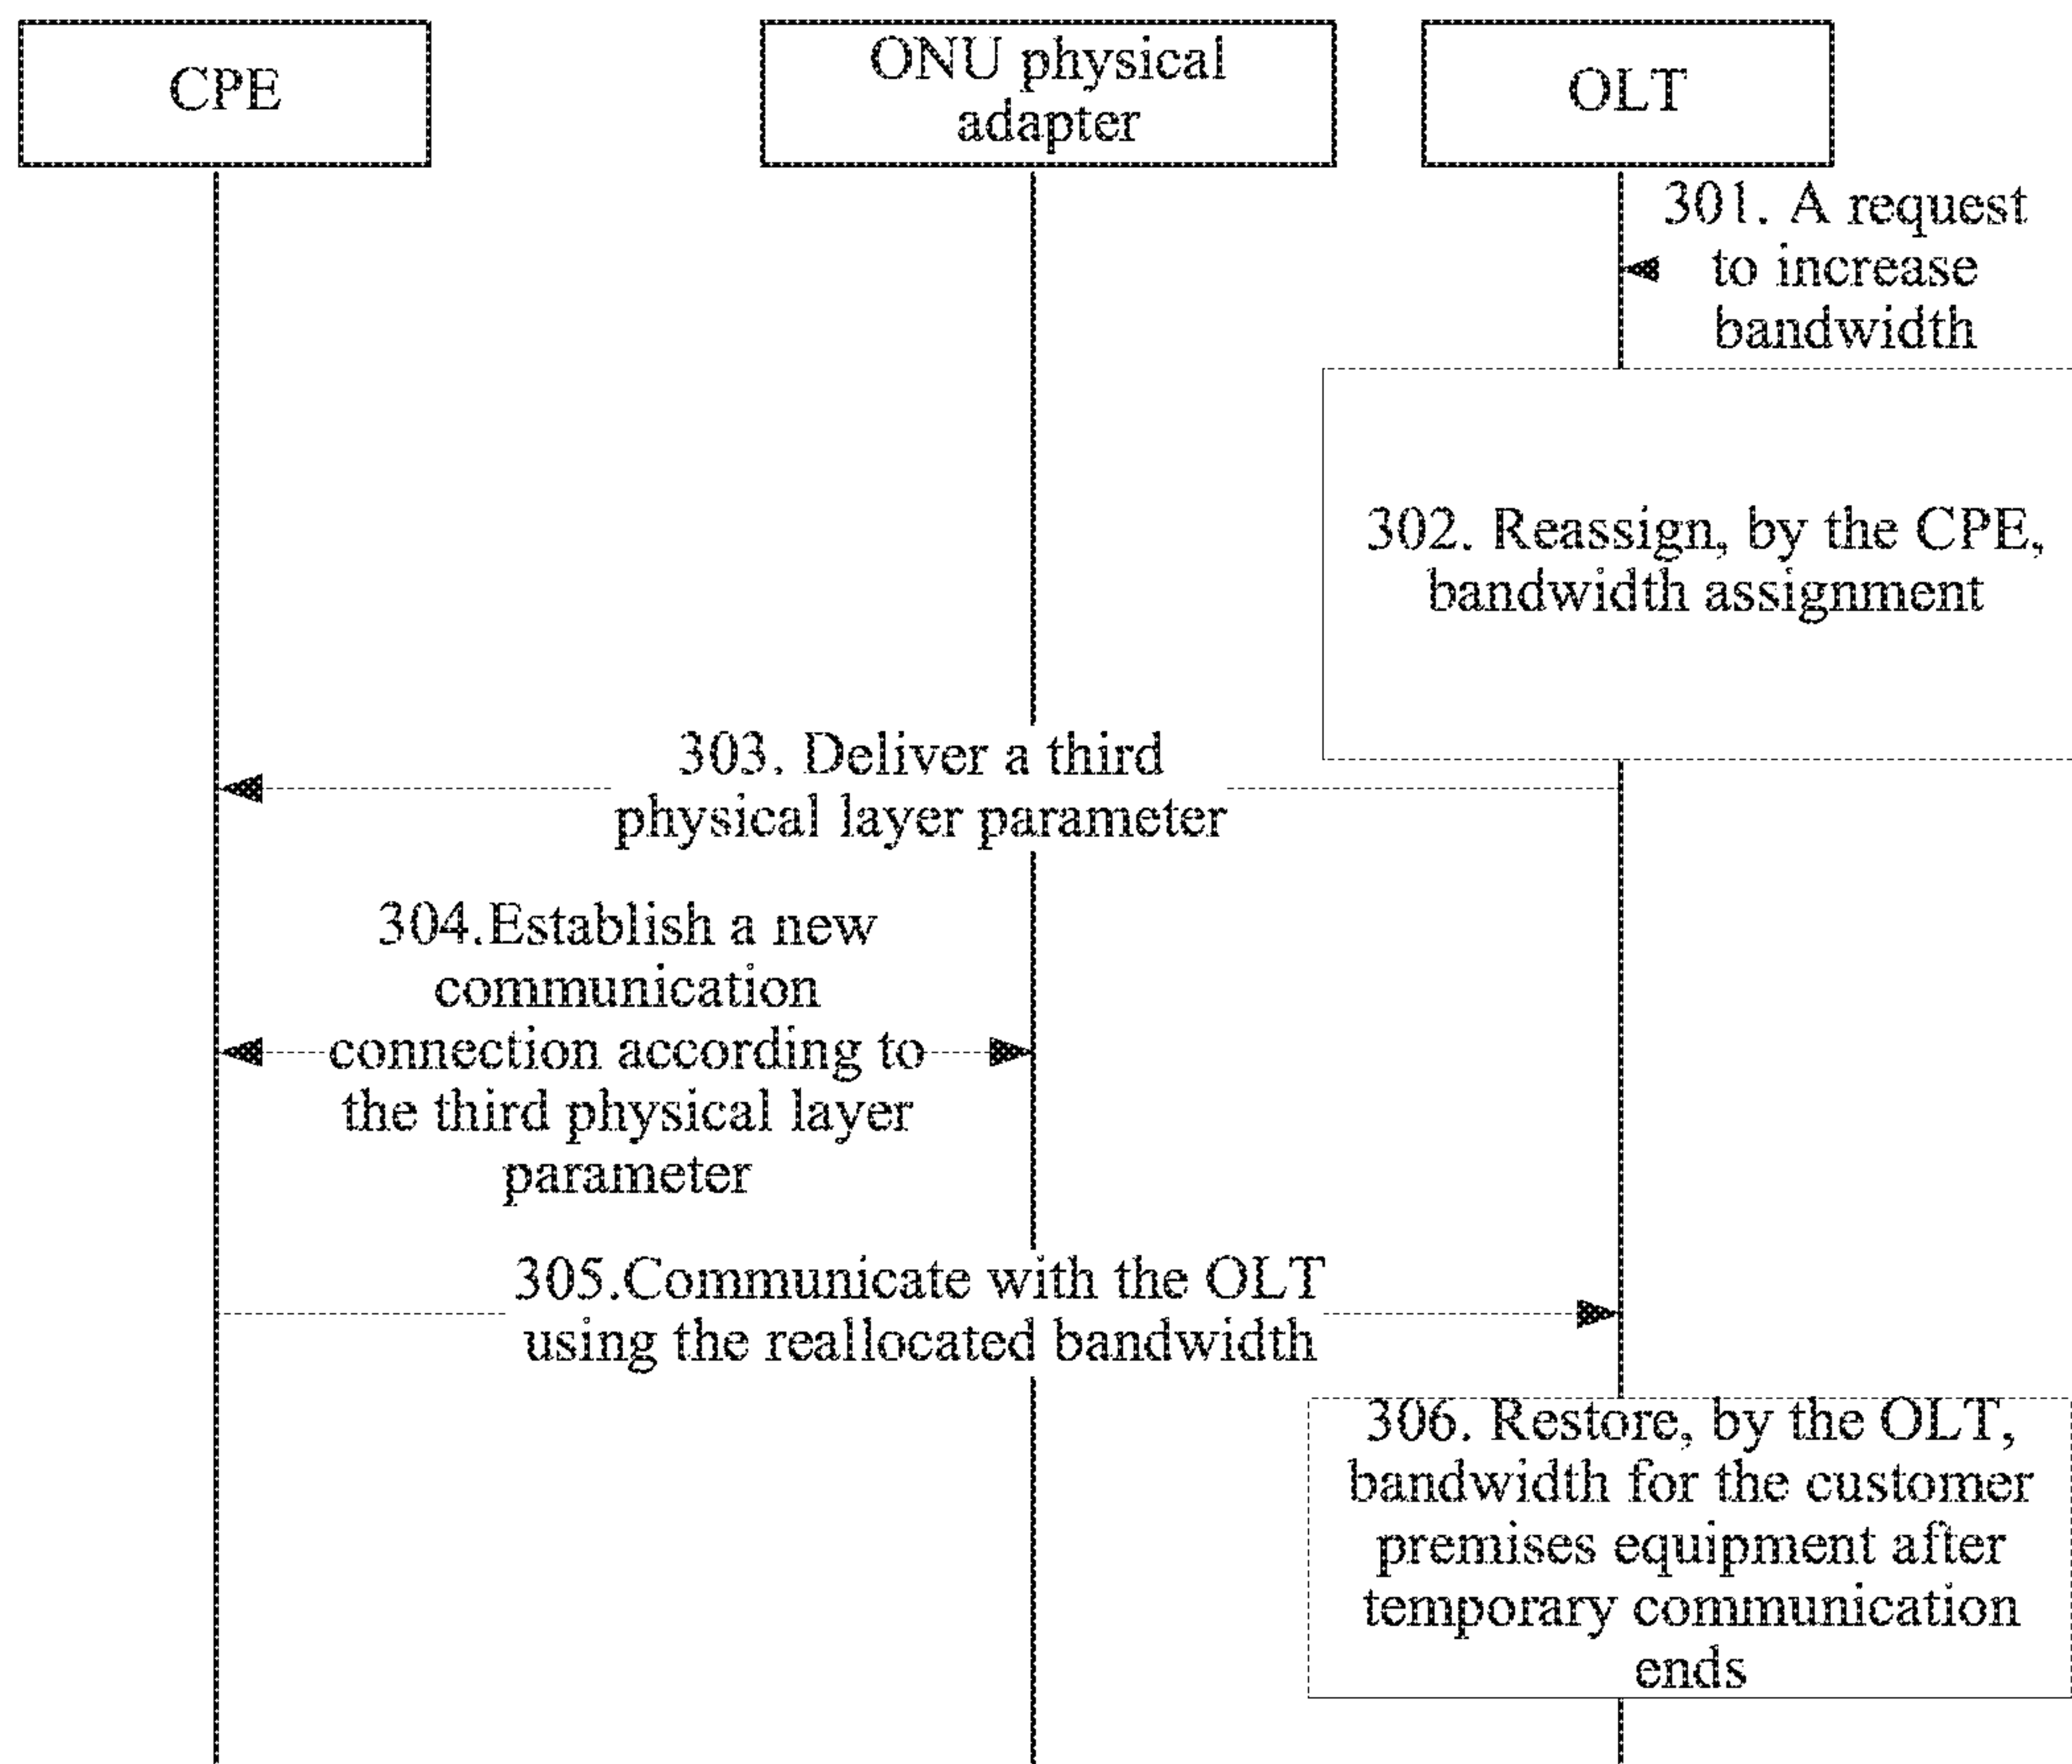 CPE
ONU physical
adapter
OLT
301. A request
to increase
bandwidth
302. Reassign, by the CPE,
bandwidth assignment
303. Deliver a third
physical layer parameter
304.Establish a new
communication
connection according to
the third physical layer
parameter
305.Communicate with the OLT
using the reallocated bandwidth
306. Restore, by the OLT,
bandwidth for the customer
premises equipment after
temporary communication
ends